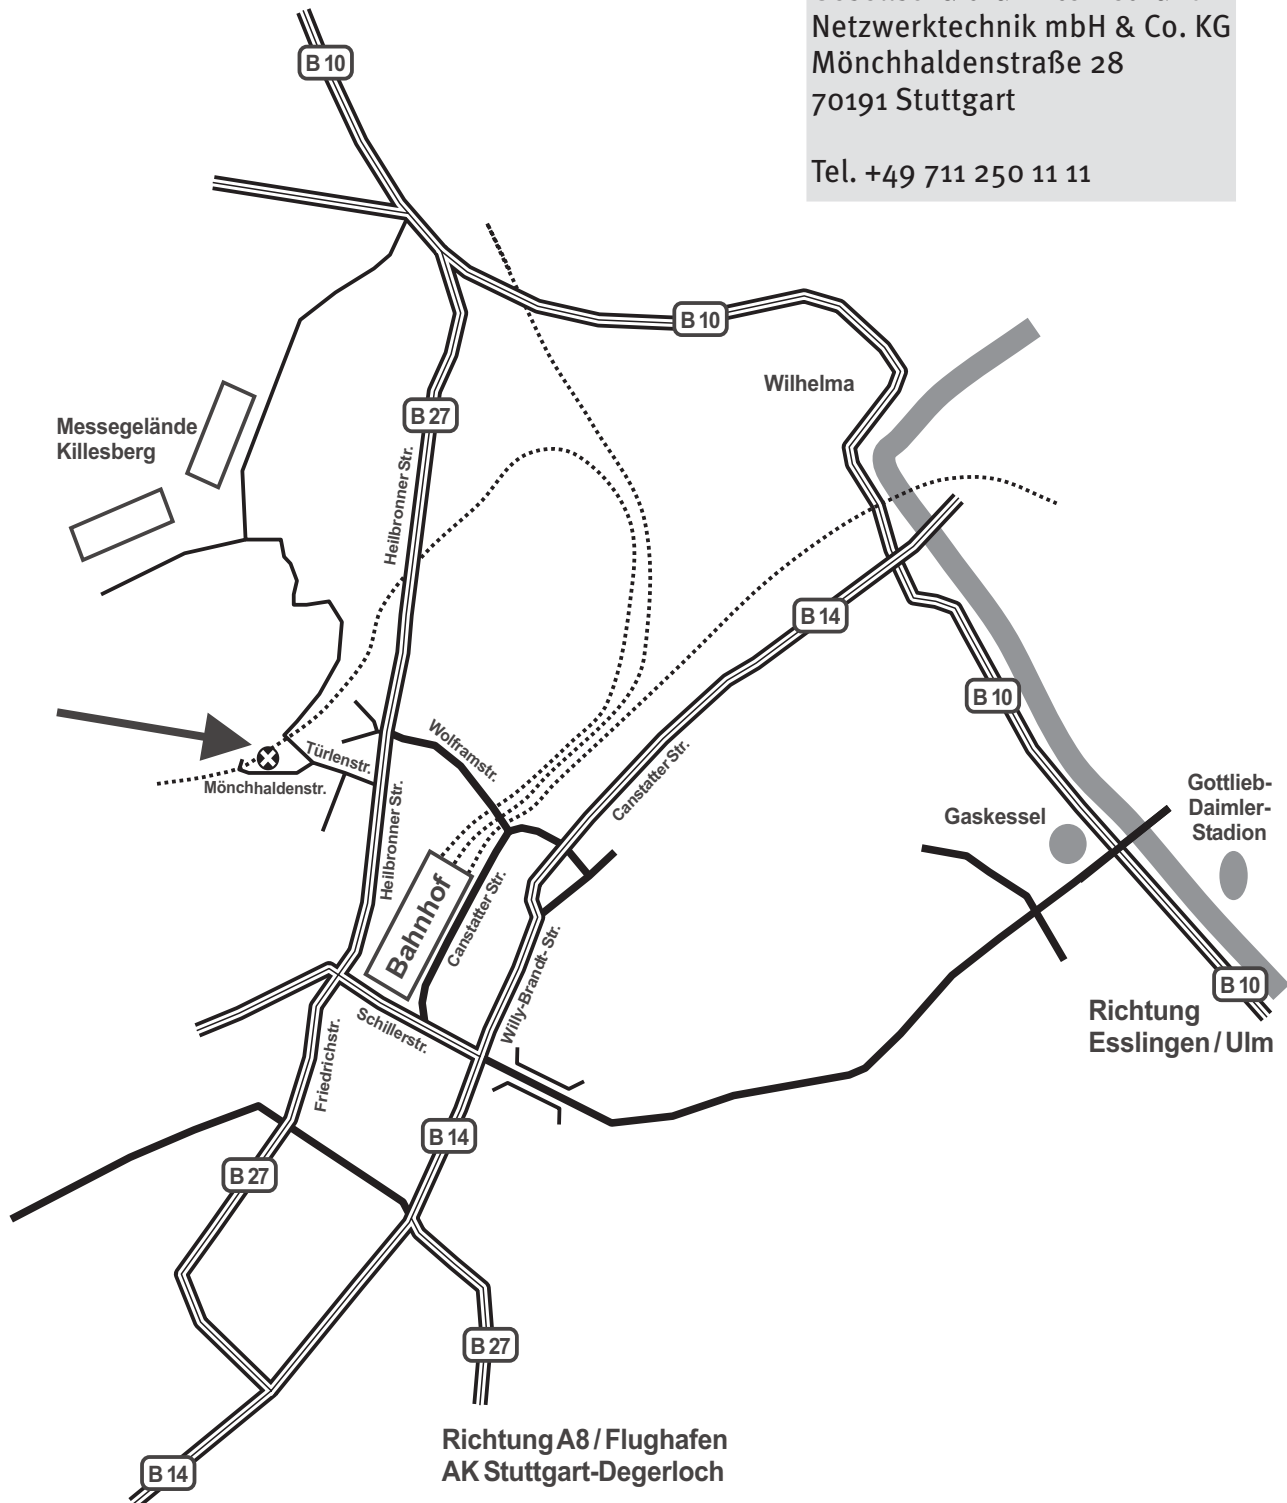 Netzwerktechnik mbH & Co. KG
Mönchhaldenstraße 28
70191 Stuttgart
Tel. +49 711 250 11 11
B 10
B 10
Wilhelma
B 27
Messegelände
Killesberg
Heilbronner Str.
B 14
B 10
Wolframstr.
Türlenstr.
Mönchhaldenstr.
Canstatter Str.
Gottlieb-
Daimler-
Stadion
Gaskessel
Heilbronner Str.
Bahnhof
Canstatter Str.
Willy-Brandt-Str.
B 10
Richtung
Esslingen / Ulm
Schillerstr.
Friedrichstr.
B 14
B 27
B 27
Richtung A8 / Flughafen
AK Stuttgart-Degerloch
B 14